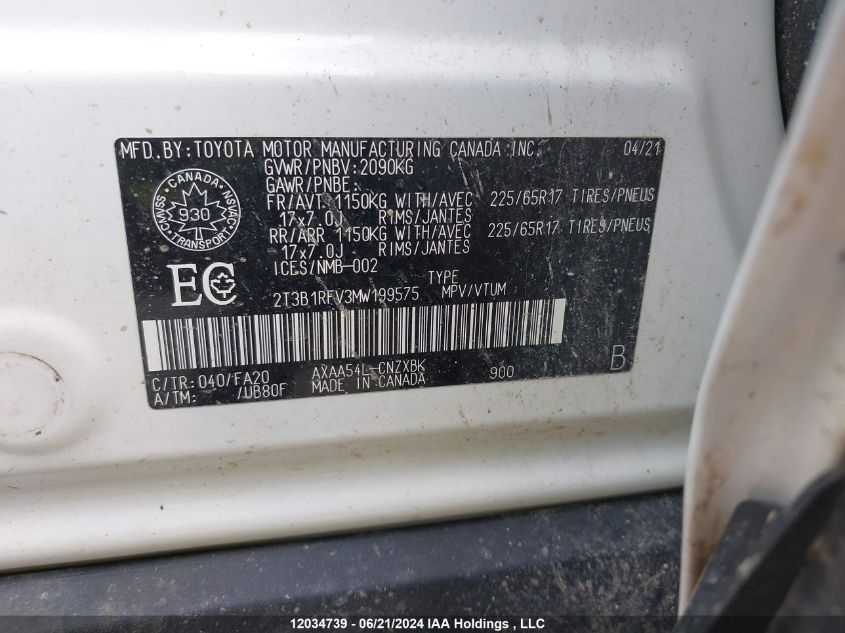 MFD. BY: TOYOTA MOTOR MANUFACTURING CANADA INC. 04/21
GVWR/PNBV: 2090KG
GAWR/PNBE:
FR/AVT. 1150KG WITH/AVEC 225/65R17 TIRES/PNEUS
17x7.0J RIMS/JANTES
RR/ARR 1150KG WITH/AVEC 225/65R17 TIRES/PNEUS
17x7.0J RIMS/JANTES
ICES/NMB-002
TYPE
2T3B1RFV3MW199575 MPV/VTUM
CANADA
CMVSS NSVAC
930
TRANSPORT
EC
C/TR: 040/FA20 AXAA54L-CNZXBK 900 B
A/TM: /UB80F MADE IN CANADA
12034739 - 06/21/2024 IAA Holdings , LLC